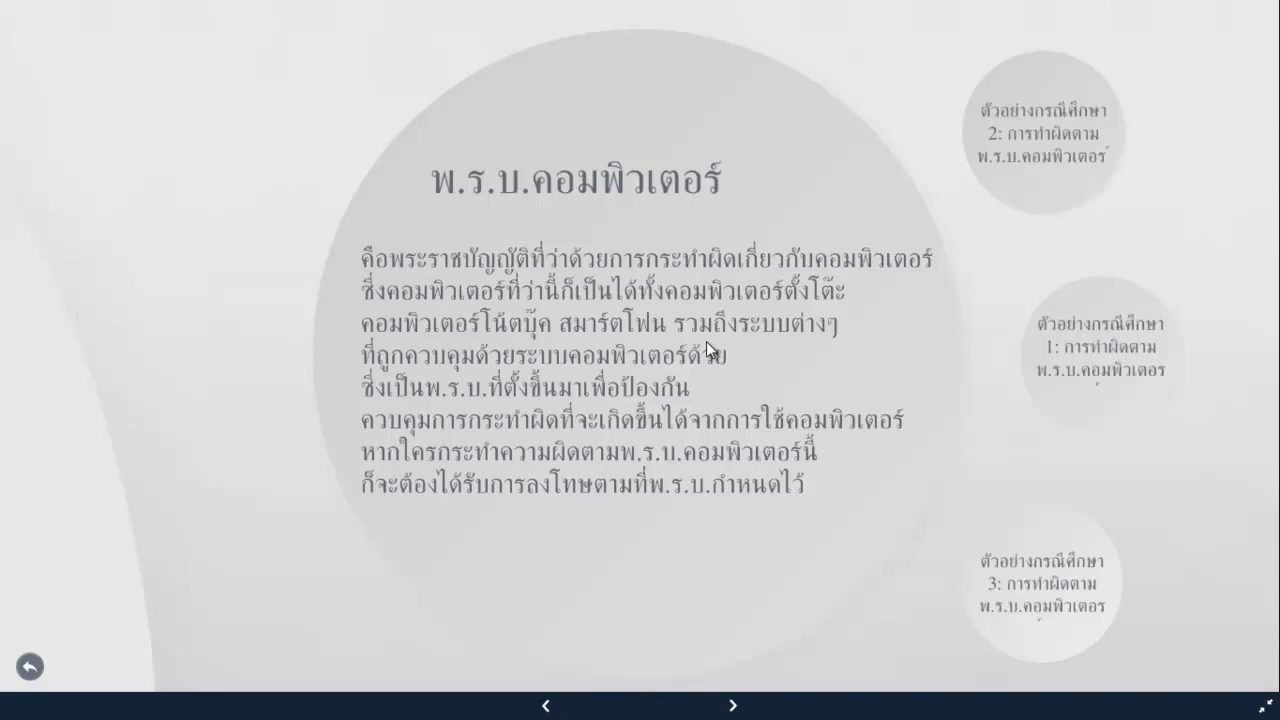 พ.ร.บ.คอมพิวเตอร์
คือพระราชบัญญัติที่ว่าด้วยการกระทำผิดเกี่ยวกับคอมพิวเตอร์
ซึ่งคอมพิวเตอร์ที่ว่านี้ก็เป็นได้ทั้งคอมพิวเตอร์ตั้งโต๊ะ
คอมพิวเตอร์โน้ตบุ๊ค สมาร์ตโฟน รวมถึงระบบต่างๆ
ที่ถูกควบคุมด้วยระบบคอมพิวเตอร์ด้วย
ซึ่งเป็นพ.ร.บ.ที่ตั้งขึ้นมาเพื่อป้องกัน
ควบคุมการกระทำผิดที่จะเกิดขึ้นได้จากการใช้คอมพิวเตอร์
หากใครกระทำความผิดตามพ.ร.บ.คอมพิวเตอร์นี้
ก็จะต้องได้รับการลงโทษตามที่พ.ร.บ.กำหนดไว้
ตัวอย่างกรณีศึกษา
2: การทำผิดตาม
พ.ร.บ.คอมพิวเตอร์
ตัวอย่างกรณีศึกษา
1: การทำผิดตาม
พ.ร.บ.คอมพิวเตอร์
ตัวอย่างกรณีศึกษา
3: การทำผิดตาม
พ.ร.บ.คอมพิวเตอร์